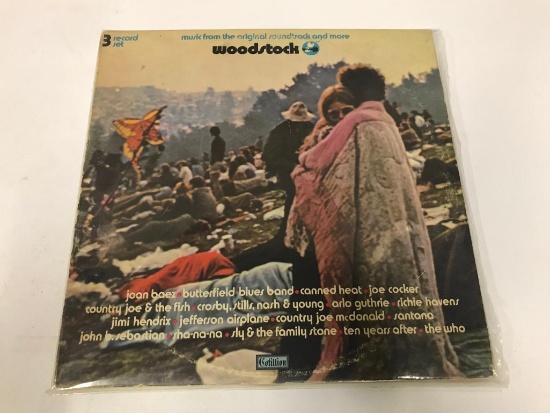 3 record set
music from the original soundtrack and more
woodstock
joan baez • butterfield blues band • canned heat • joe cocker
country joe & the fish • crosby, stills, nash & young • arlo guthrie • richie havens
jimi hendrix • jefferson airplane • country joe mcdonald • santana
john b. sebastian • sha-na-na • sly & the family stone • ten years after • the who
Cotillion